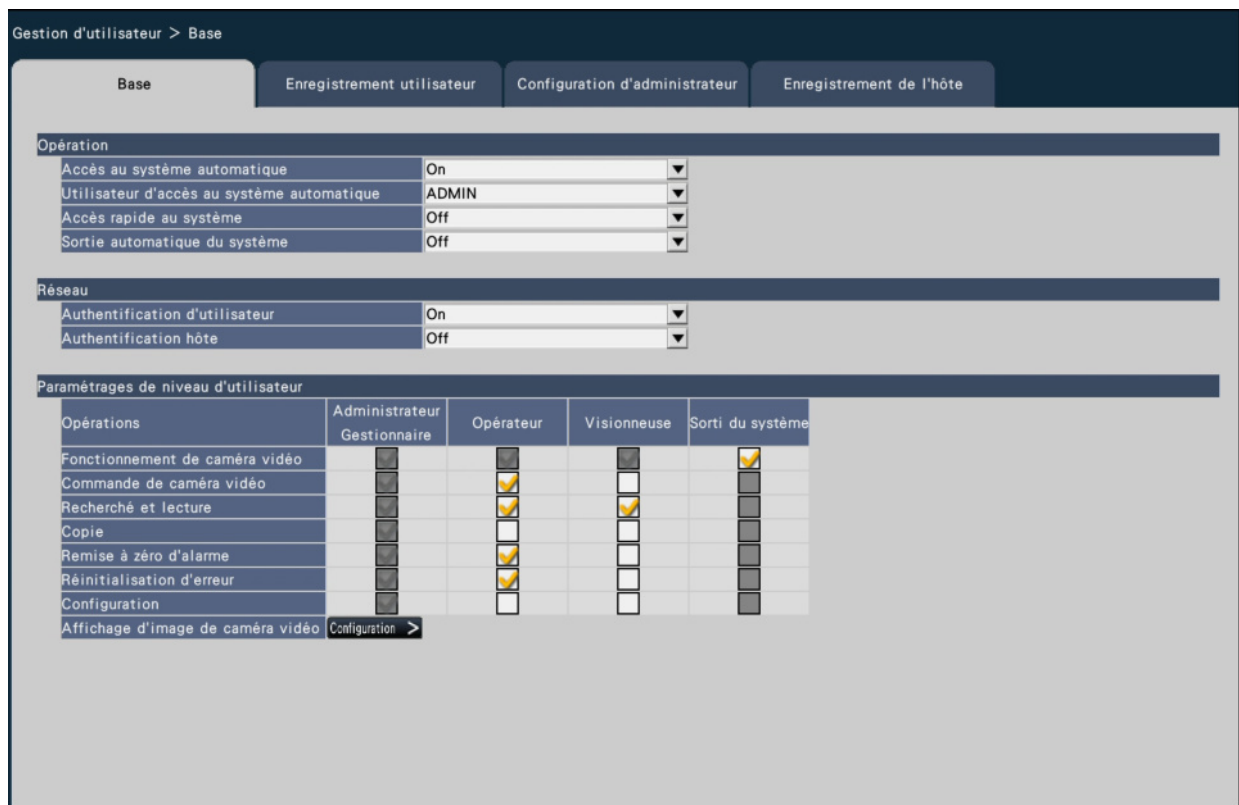 Gestion d'utilisateur > Base
Base
Enregistrement utilisateur
Configuration d'administrateur
Enregistrement de l'hôte
Opération
Accès au système automatique On
Utilisateur d'accès au système automatique ADMIN
Accès rapide au système Off
Sortie automatique du système Off
Réseau
Authentification d'utilisateur On
Authentification hôte Off
Paramétrages de niveau d'utilisateur
Opérations
Administrateur
Gestionnaire
Opérateur
Visionneuse
Sorti du système
Fonctionnement de caméra vidéo
Commande de caméra vidéo
Recherché et lecture
Copie
Remise à zéro d'alarme
Réinitialisation d'erreur
Configuration
Affichage d'image de caméra vidéo Configuration >